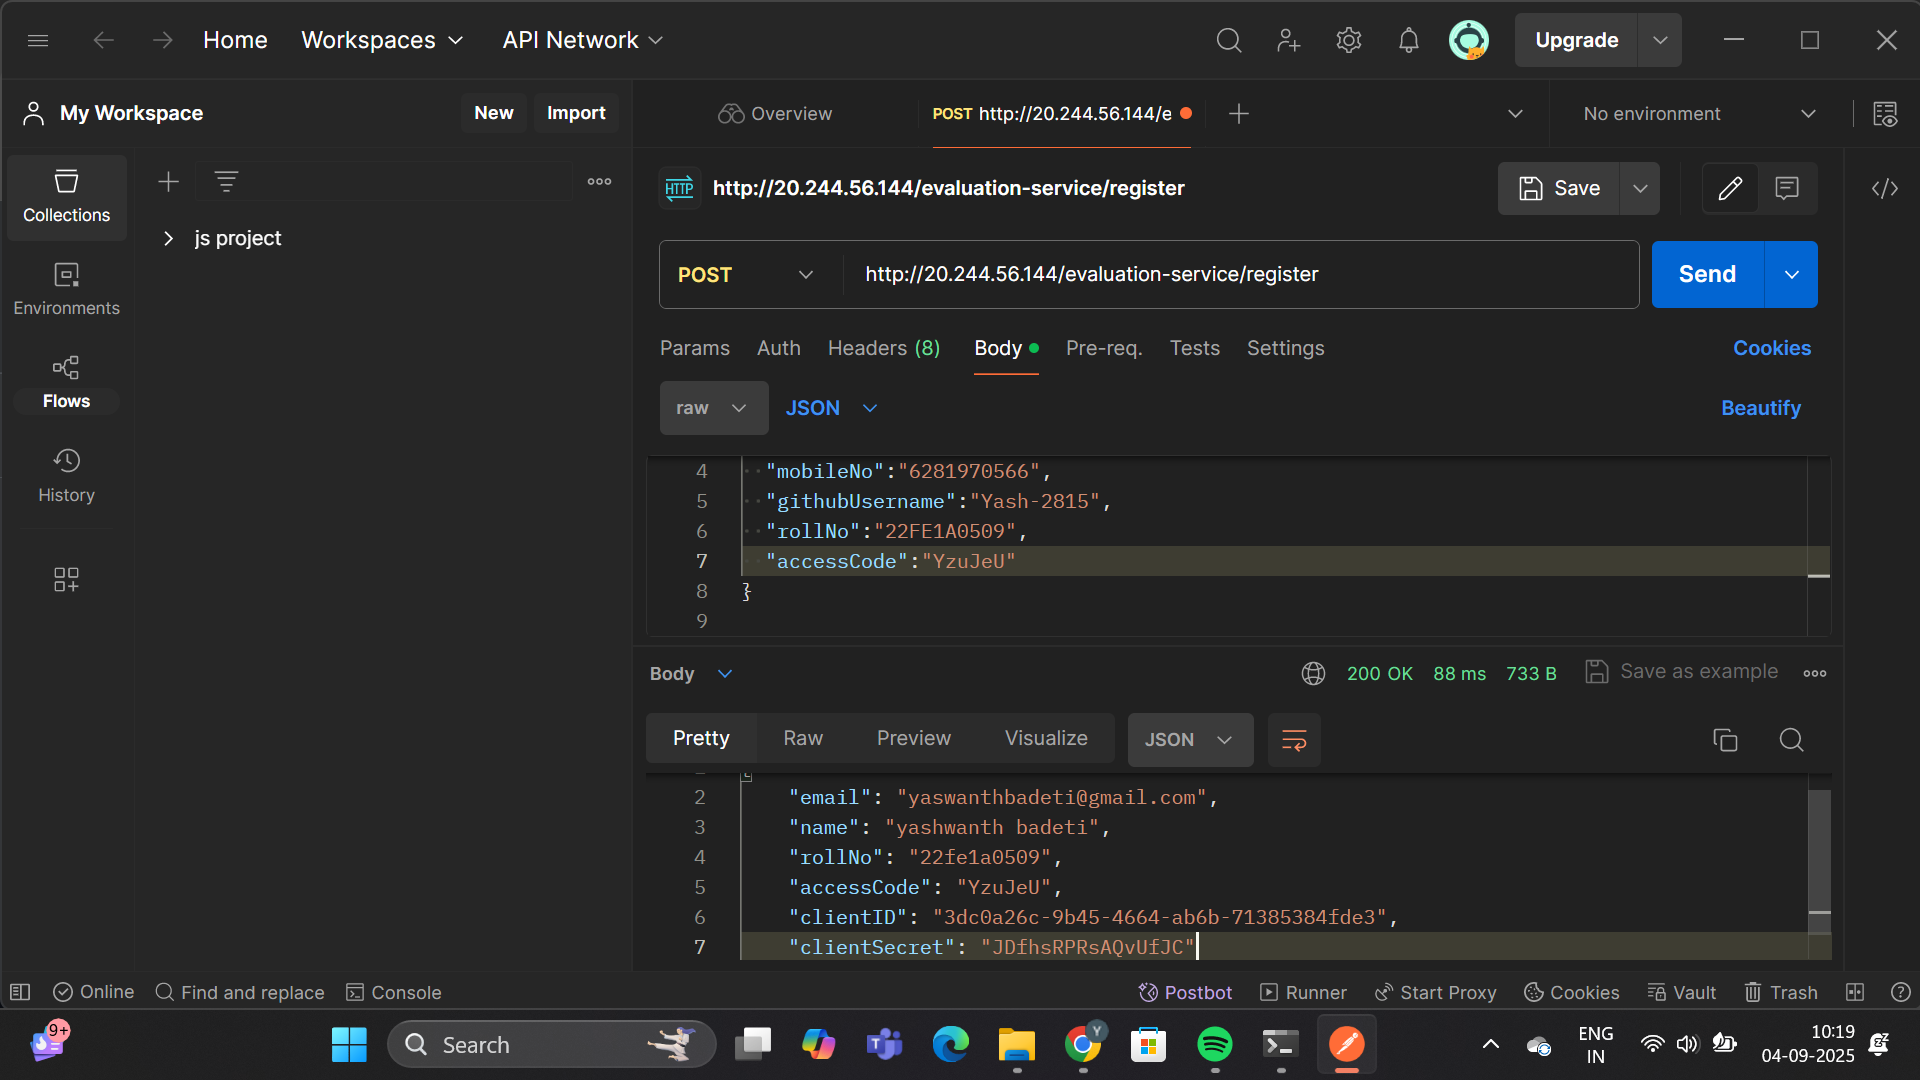 Home
Workspaces
API Network
Upgrade
My Workspace
New
Import
Overview
POST http://20.244.56.144/e
No environment
Collections
js project
Environments
Flows
History
HTTP
http://20.244.56.144/evaluation-service/register
Save
POST
http://20.244.56.144/evaluation-service/register
Send
Params
Auth
Headers (8)
Body
Pre-req.
Tests
Settings
Cookies
raw
JSON
Beautify
4 "mobileNo":"6281970566",
5 "githubUsername":"Yash-2815",
6 "rollNo":"22FE1A0509",
7 "accessCode":"YzuJeU"
8 }
9
Body
200 OK
88 ms
733 B
Save as example
Pretty
Raw
Preview
Visualize
JSON
2 "email": "yaswanthbadeti@gmail.com",
3 "name": "yashwanth badeti",
4 "rollNo": "22fe1a0509",
5 "accessCode": "YzuJeU",
6 "clientID": "3dc0a26c-9b45-4664-ab6b-71385384fde3",
7 "clientSecret": "JDfhsRPRsAQvUfJC"
Online
Find and replace
Console
Postbot
Runner
Start Proxy
Cookies
Vault
Trash
9+
Search
Y
ENG
IN
10:19
04-09-2025